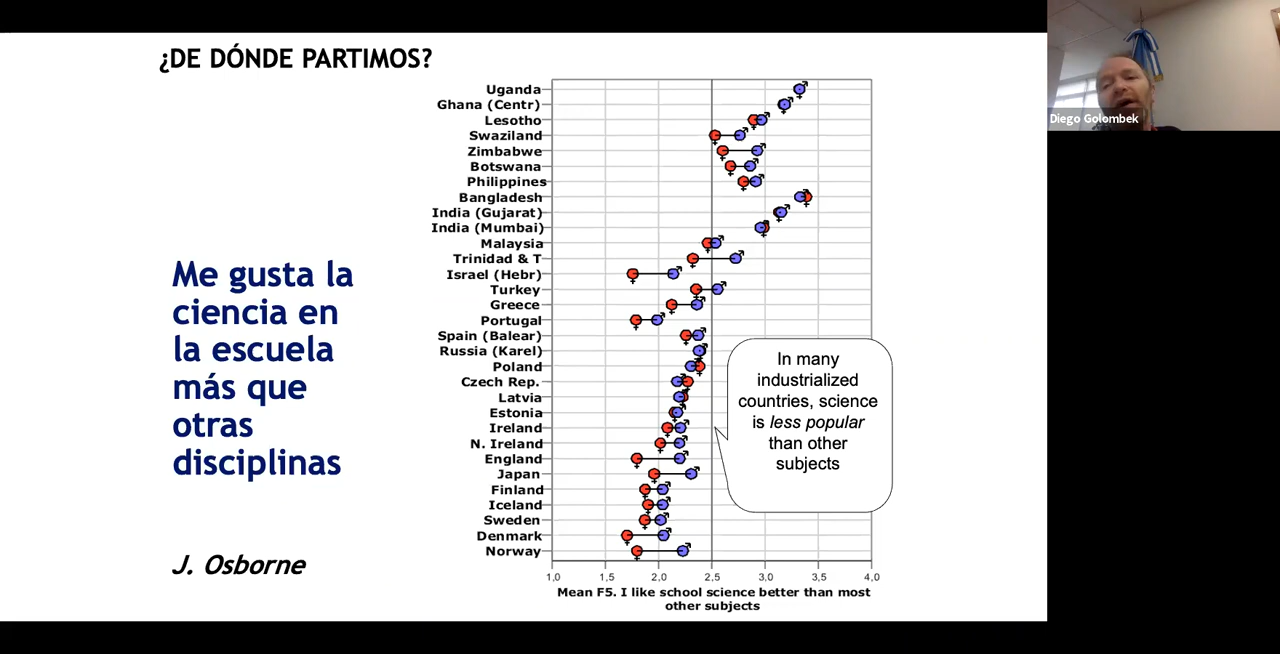 ¿DE DÓNDE PARTIMOS?
Diego Golombek
Me gusta la
ciencia en
la escuela
más que
otras
disciplinas
J. Osborne
Uganda
Ghana (Centr)
Lesotho
Swaziland
Zimbabwe
Botswana
Philippines
Bangladesh
India (Gujarat)
India (Mumbai)
Malaysia
Trinidad & T
Israel (Hebr)
Turkey
Greece
Portugal
Spain (Balear)
Russia (Karel)
Poland
Czech Rep.
Latvia
Estonia
Ireland
N. Ireland
England
Japan
Finland
Iceland
Sweden
Denmark
Norway
In many
industrialized
countries, science
is less popular
than other
subjects
1,0 1,5 2,0 2,5 3,0 3,5 4,0
Mean F5. I like school science better than most
other subjects